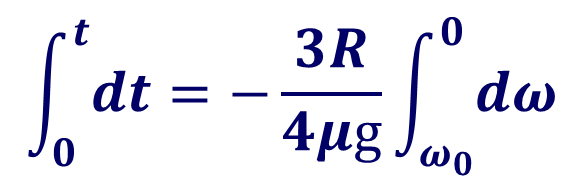 ∫₀ᵗ dt = − 3R/4μg ∫_{ω₀}^{0} dω